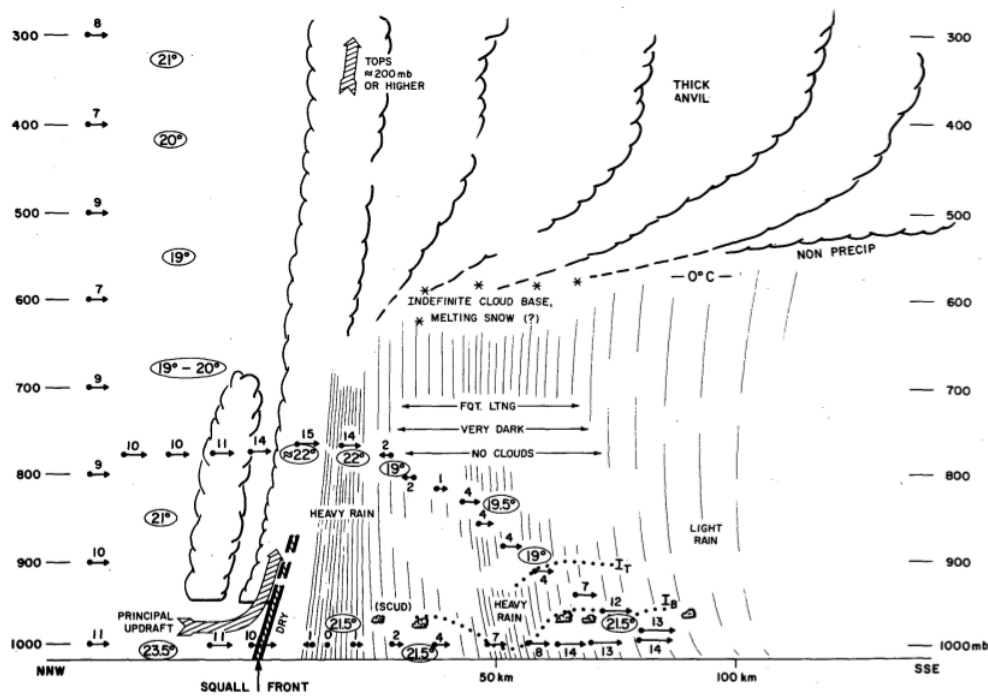 8
300
300
21°
TOPS
≈200 mb
OR HIGHER
THICK
ANVIL
7
400
400
20°
9
500
500
19°
NON PRECIP
0°C
7
600
600
INDEFINITE CLOUD BASE,
MELTING SNOW (?)
19° - 20°
9
700
700
FQT. LTNG
VERY DARK
NO CLOUDS
10 10 11 14 15 14 2
≈22° 22° 19°
9
800
800
2 1 4 19.5°
21°
HEAVY RAIN
4
4
LIGHT
RAIN
10
900
900
19°
4
I_T
7
PRINCIPAL
UPDRAFT
DRY
(SCUD)
HEAVY
RAIN
12
I_B
21.5°
21.5°
13
11
1000
1000mb
23.5°
11 10 1 0 1 2 4 7 8 14 13 14
21.5°
NNW
SSE
SQUALL FRONT
50 km
100 km